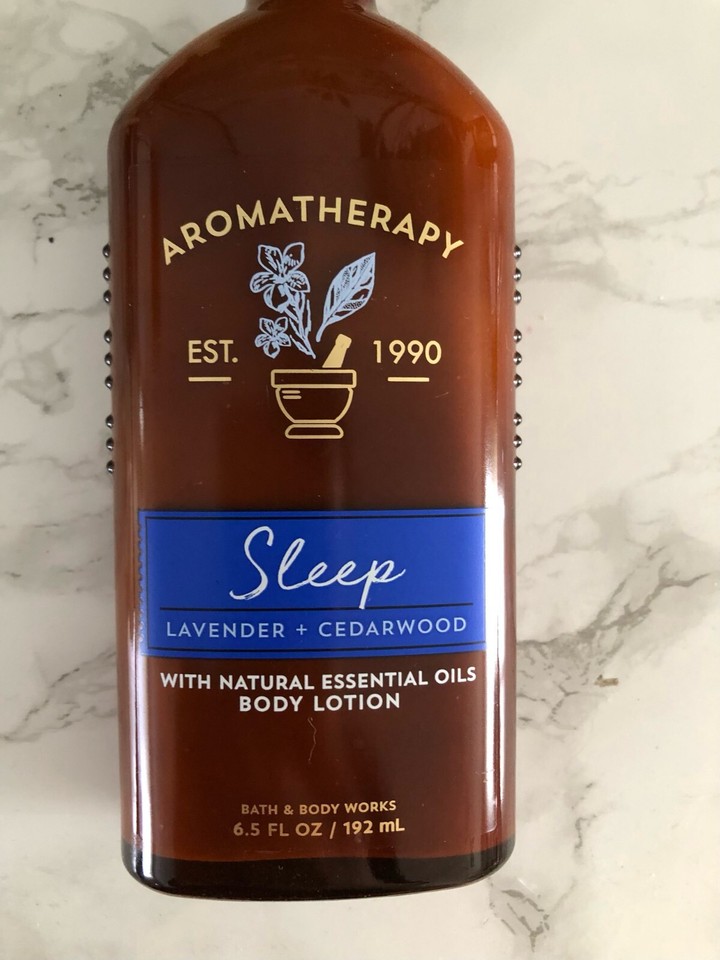 AROMATHERAPY
EST. 1990
Sleep
LAVENDER + CEDARWOOD
WITH NATURAL ESSENTIAL OILS
BODY LOTION
BATH & BODY WORKS
6.5 FL OZ / 192 mL